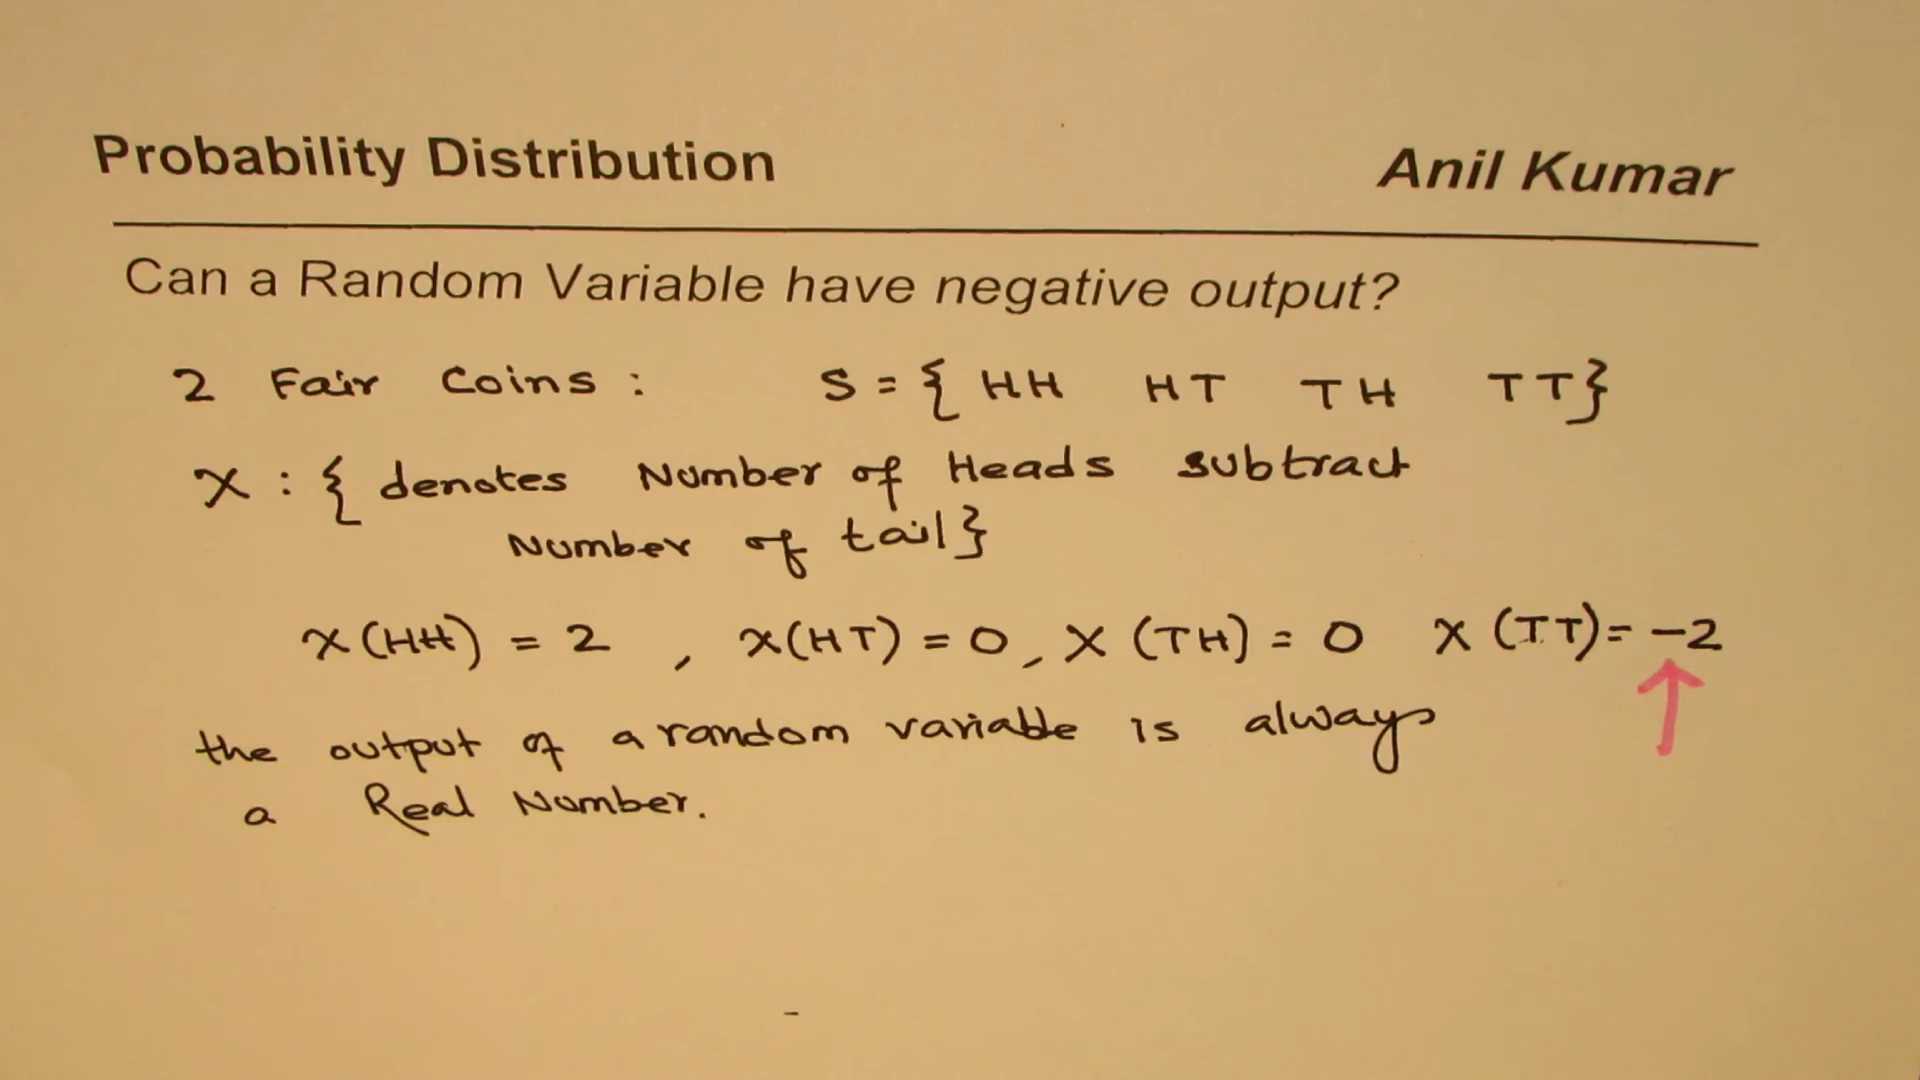 Probability Distribution Anil Kumar
Can a Random Variable have negative output?
2 Fair Coins : S = { HH HT TH TT}
X : { denotes Number of Heads subtract
Number of tail}
X(HH) = 2 , X(HT) = 0, X (TH) = 0 X (TT)= -2
the output of a random variable is always
a Real Number.